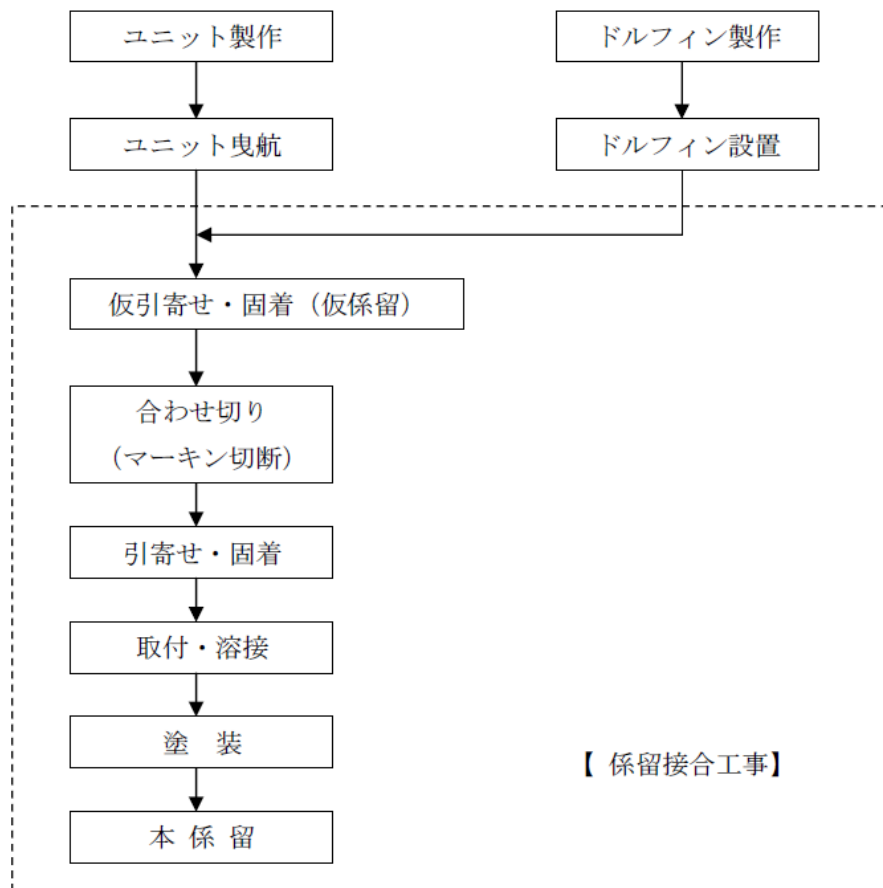 ユニット製作
ドルフィン製作
ユニット曳航
ドルフィン設置
仮引寄せ・固着（仮係留）
合わせ切り
（マーキン切断）
引寄せ・固着
取付・溶接
塗　装
【 係留接合工事】
本 係 留